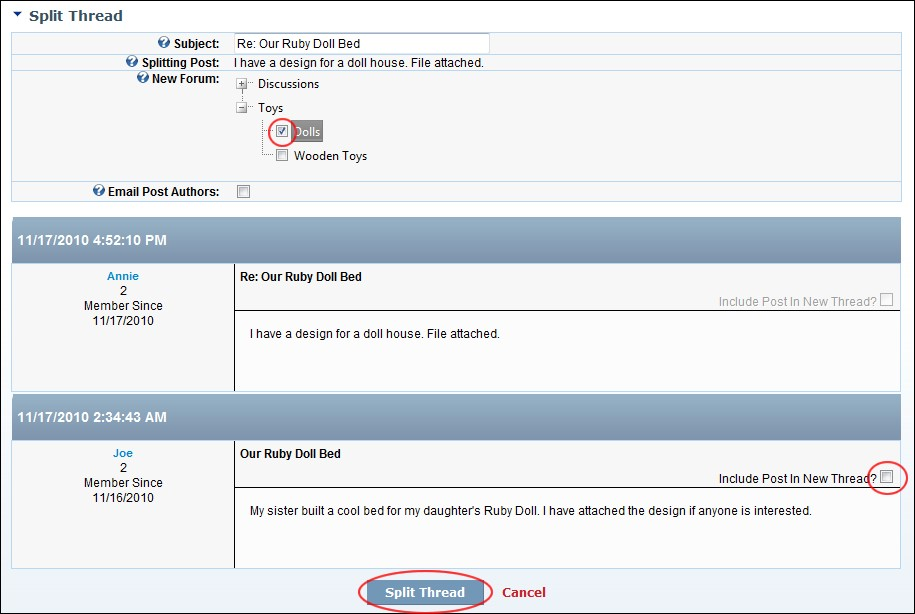 Split Thread
Subject: Re: Our Ruby Doll Bed
Splitting Post: I have a design for a doll house. File attached.
New Forum:
Discussions
Toys
Dolls
Wooden Toys
Email Post Authors:
11/17/2010 4:52:10 PM
Annie
2
Member Since
11/17/2010
Re: Our Ruby Doll Bed
Include Post In New Thread?
I have a design for a doll house. File attached.
11/17/2010 2:34:43 AM
Joe
2
Member Since
11/16/2010
Our Ruby Doll Bed
Include Post In New Thread?
My sister built a cool bed for my daughter's Ruby Doll. I have attached the design if anyone is interested.
Split Thread Cancel